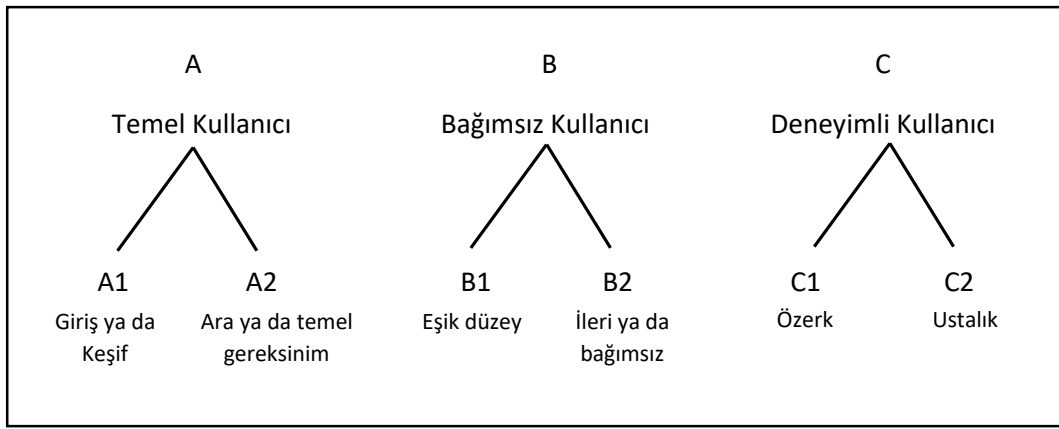 A B C
Temel Kullanıcı Bağımsız Kullanıcı Deneyimli Kullanıcı
A1 A2 B1 B2 C1 C2
Giriş ya da Ara ya da temel Eşik düzey İleri ya da Özerk Ustalık
Keşif gereksinim bağımsız